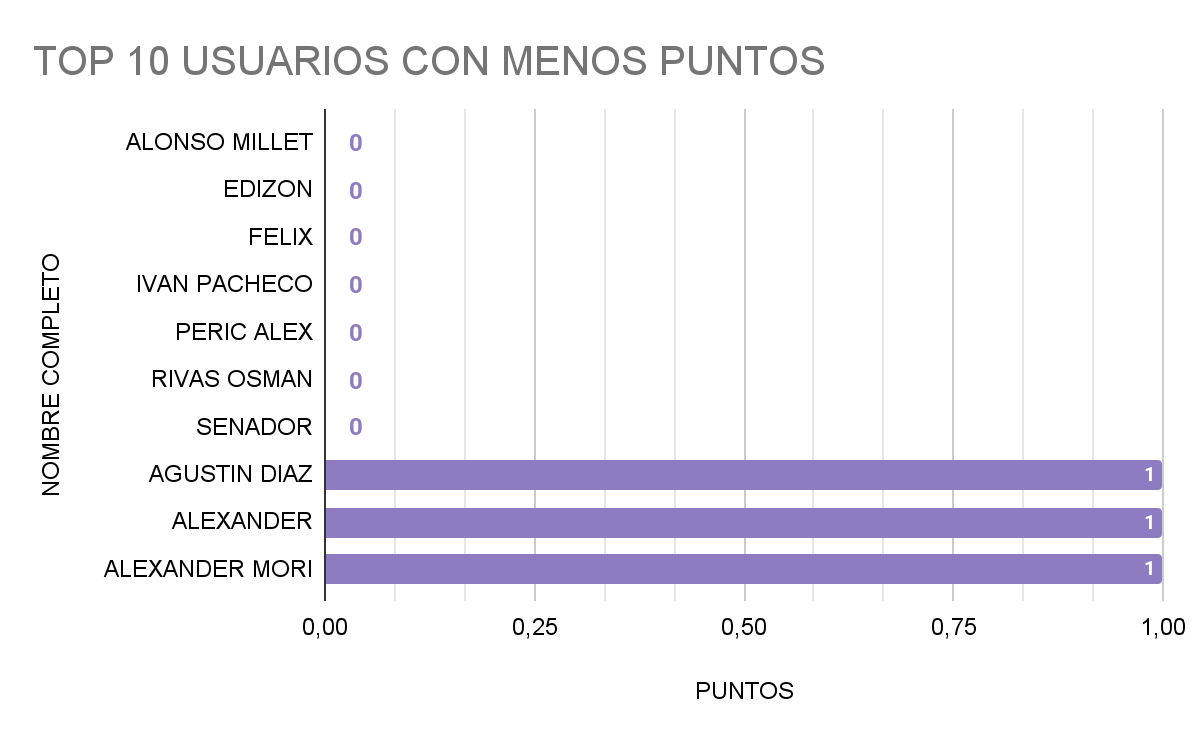 TOP 10 USUARIOS CON MENOS PUNTOS
NOMBRE COMPLETO
ALONSO MILLET 0
EDIZON 0
FELIX 0
IVAN PACHECO 0
PERIC ALEX 0
RIVAS OSMAN 0
SENADOR 0
AGUSTIN DIAZ 1
ALEXANDER 1
ALEXANDER MORI 1
0,00 0,25 0,50 0,75 1,00
PUNTOS